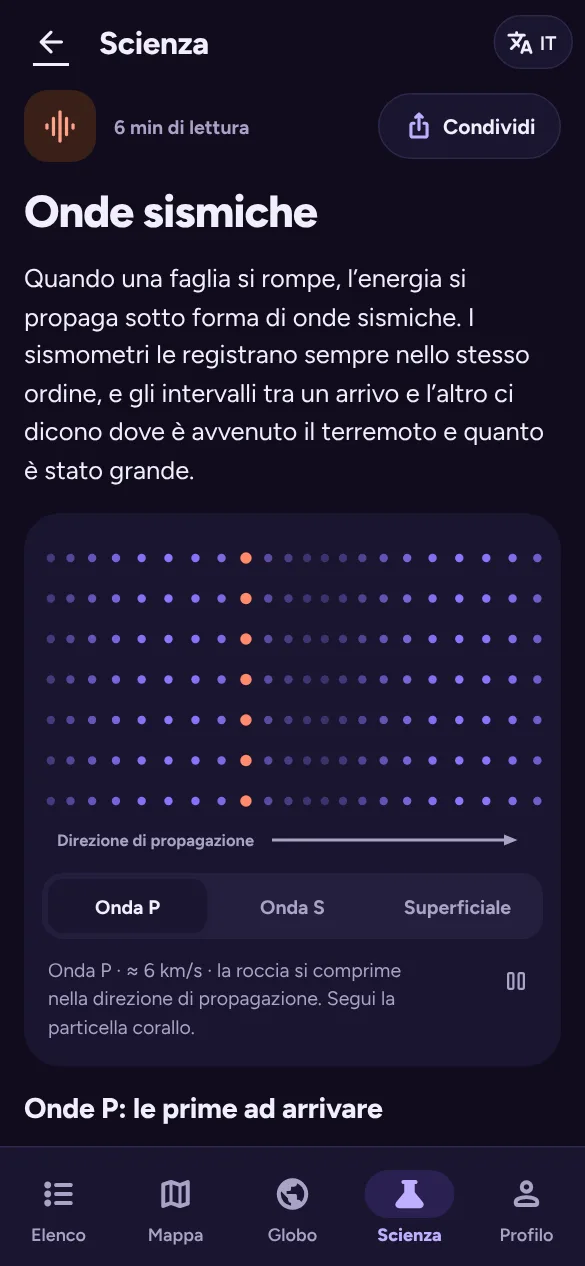 Scienza
IT
6 min di lettura
Condividi
Onde sismiche
Quando una faglia si rompe, l’energia si
propaga sotto forma di onde sismiche. I
sismometri le registrano sempre nello stesso
ordine, e gli intervalli tra un arrivo e l’altro ci
dicono dove è avvenuto il terremoto e quanto
è stato grande.
Direzione di propagazione
Onda P
Onda S
Superficiale
Onda P · ≈ 6 km/s · la roccia si comprime
nella direzione di propagazione. Segui la
particella corallo.
Onde P: le prime ad arrivare
Elenco
Mappa
Globo
Scienza
Profilo